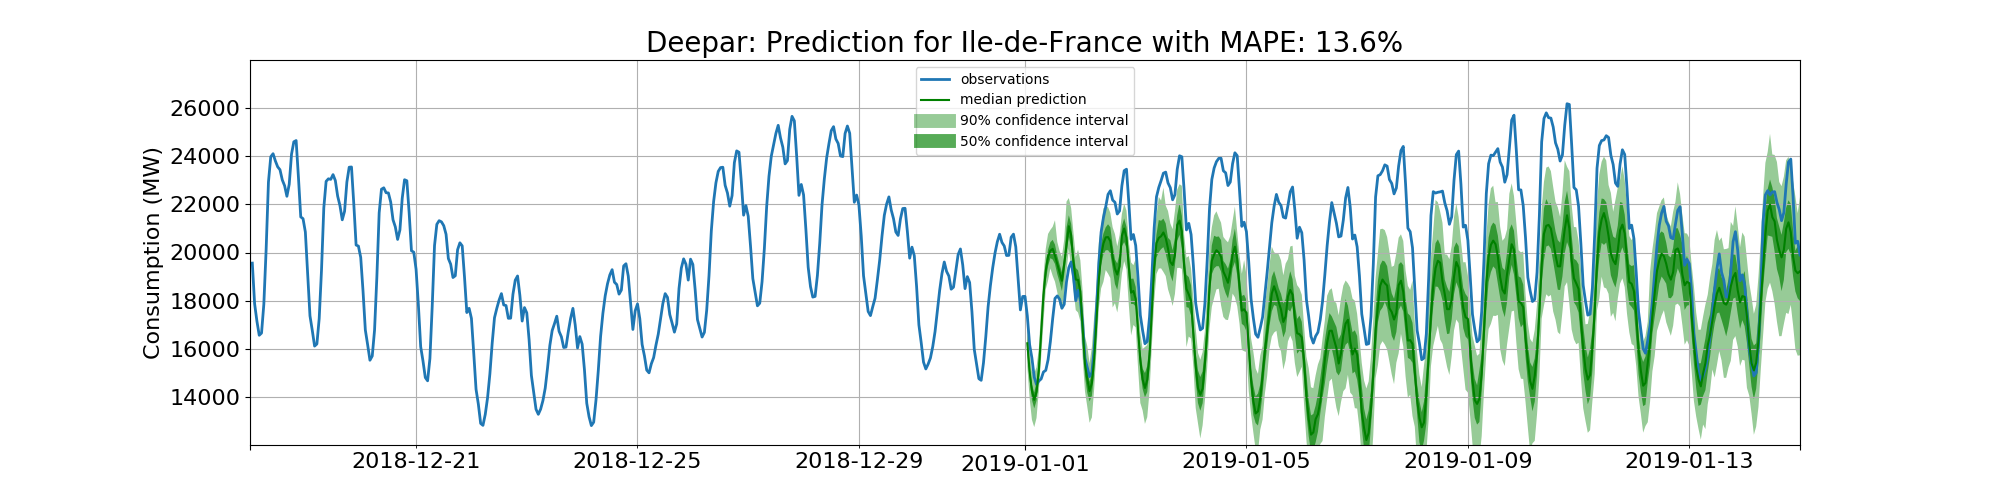 Deepar: Prediction for Ile-de-France with MAPE: 13.6%
observations
median prediction
90% confidence interval
50% confidence interval
Consumption (MW)
26000
24000
22000
20000
18000
16000
14000
2018-12-21
2018-12-25
2018-12-29
2019-01-01
2019-01-05
2019-01-09
2019-01-13